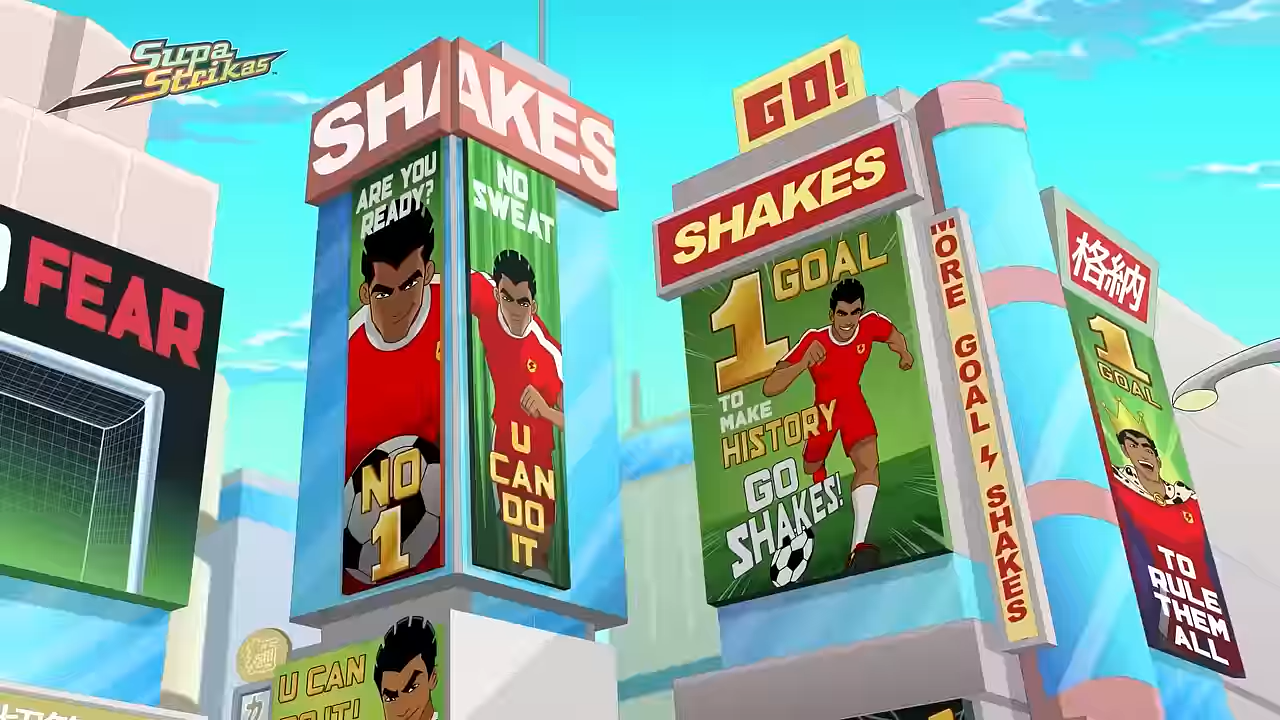 Supa
Strikas
FEAR
SHAKES
ARE YOU
READY?
NO
1
NO
SWEAT
U
CAN
DO
IT
U CAN
DO IT!
GO!
SHAKES
1 GOAL
TO
MAKE
HISTORY
GO
SHAKES!
MORE GOAL SHAKES
格納
1
GOAL
TO
RULE
THEM
ALL